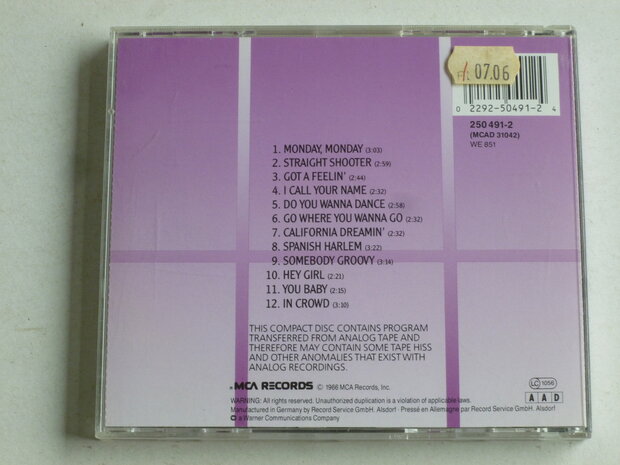 fl. 07.06
0 2292-50491-2 4
250 491-2
(MCAD 31042)
WE 851
1. MONDAY, MONDAY (3:03)
2. STRAIGHT SHOOTER (2:59)
3. GOT A FEELIN' (2:44)
4. I CALL YOUR NAME (2:32)
5. DO YOU WANNA DANCE (2:58)
6. GO WHERE YOU WANNA GO (2:32)
7. CALIFORNIA DREAMIN' (2:32)
8. SPANISH HARLEM (3:22)
9. SOMEBODY GROOVY (3:14)
10. HEY GIRL (2:21)
11. YOU BABY (2:15)
12. IN CROWD (3:10)
THIS COMPACT DISC CONTAINS PROGRAM
TRANSFERRED FROM ANALOG TAPE AND
THEREFORE MAY CONTAIN SOME TAPE HISS
AND OTHER ANOMALIES THAT EXIST WITH
ANALOG RECORDINGS.
MCA RECORDS Ⓟ 1966 MCA Records, Inc.
LC 1056
WARNING: All rights reserved. Unauthorized duplication is a violation of applicable laws.
Manufactured in Germany by Record Service GmbH. Alsdorf · Pressé en Allemagne par Record Service GmbH. Alsdorf
a Warner Communications Company
A A D